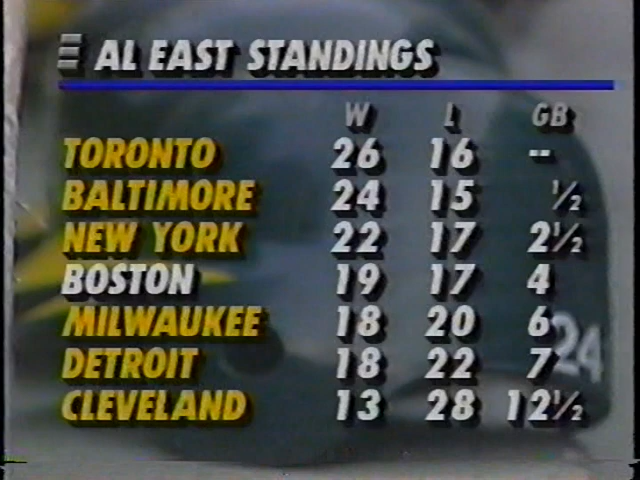 AL EAST STANDINGS
W L GB
TORONTO 26 16 --
BALTIMORE 24 15 ½
NEW YORK 22 17 2½
BOSTON 19 17 4
MILWAUKEE 18 20 6
DETROIT 18 22 7
CLEVELAND 13 28 12½
24